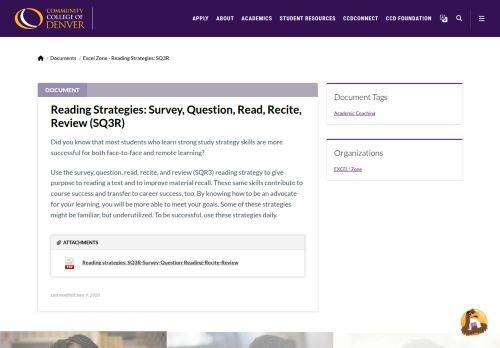 COMMUNITY
COLLEGE OF
DENVER
APPLY ABOUT ACADEMICS STUDENT RESOURCES CCDCONNECT CCD FOUNDATION
/ Documents / Excel Zone - Reading Strategies: SQ3R
DOCUMENT
Reading Strategies: Survey, Question, Read, Recite,
Review (SQ3R)
Did you know that most students who learn strong study strategy skills are more
successful for both face-to-face and remote learning?
Use the survey, question, read, recite, and review (SQR3) reading strategy to give
purpose to reading a text and to improve material recall. These same skills contribute to
course success and transfer to career success, too. By knowing how to be an advocate
for your learning, you will be more able to meet your goals. Some of these strategies
might be familiar, but underutilized. To be successful, use these strategies daily.
ATTACHMENTS
Reading strategies: SQ3R-Survey-Question-Reading-Recite-Review
Last modified: June 9, 2020
Document Tags
Academic Coaching
Organizations
EXCEL! Zone